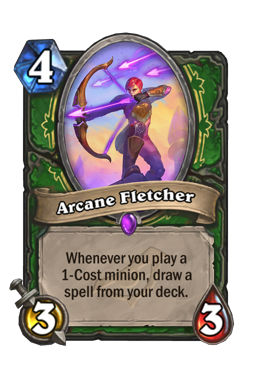 4
Arcane Fletcher
Whenever you play a
1-Cost minion, draw a
spell from your deck.
3 3